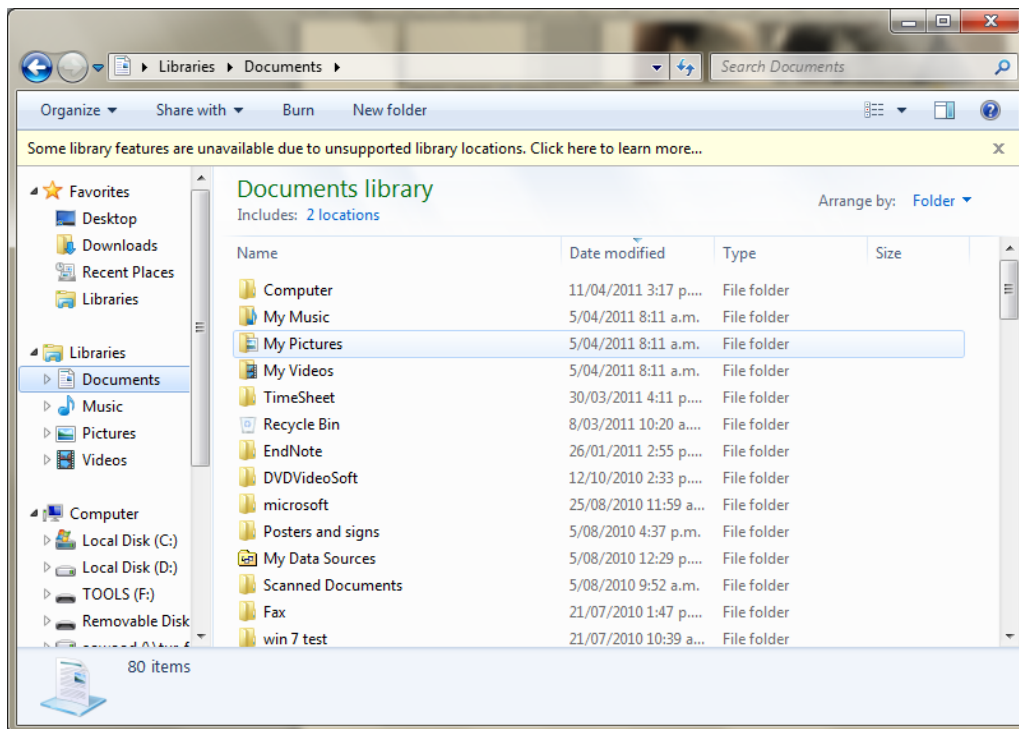 Libraries Documents
Search Documents
Organize Share with Burn New folder
Some library features are unavailable due to unsupported library locations. Click here to learn more...
Favorites
Desktop
Downloads
Recent Places
Libraries
Libraries
Documents
Music
Pictures
Videos
Computer
Local Disk (C:)
Local Disk (D:)
TOOLS (F:)
Removable Disk
Documents library
Includes: 2 locations
Arrange by: Folder
Name Date modified Type Size
Computer 11/04/2011 3:17 p.... File folder
My Music 5/04/2011 8:11 a.m. File folder
My Pictures 5/04/2011 8:11 a.m. File folder
My Videos 5/04/2011 8:11 a.m. File folder
TimeSheet 30/03/2011 4:11 p.... File folder
Recycle Bin 8/03/2011 10:20 a.... File folder
EndNote 26/01/2011 2:55 p.... File folder
DVDVideoSoft 12/10/2010 2:33 p.... File folder
microsoft 25/08/2010 11:59 a... File folder
Posters and signs 5/08/2010 4:37 p.m. File folder
My Data Sources 5/08/2010 12:29 p.... File folder
Scanned Documents 5/08/2010 9:52 a.m. File folder
Fax 21/07/2010 1:47 p.... File folder
win 7 test 21/07/2010 10:39 a... File folder
80 items